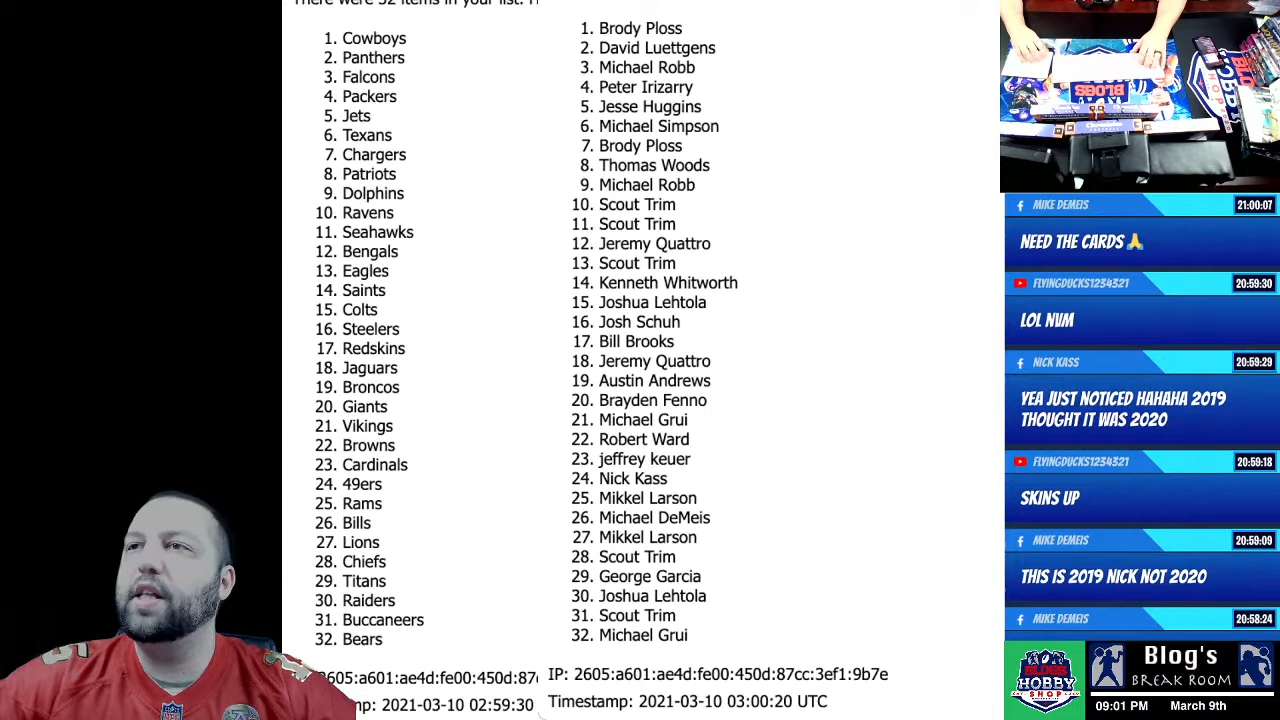 1. Cowboys
2. Panthers
3. Falcons
4. Packers
5. Jets
6. Texans
7. Chargers
8. Patriots
9. Dolphins
10. Ravens
11. Seahawks
12. Bengals
13. Eagles
14. Saints
15. Colts
16. Steelers
17. Redskins
18. Jaguars
19. Broncos
20. Giants
21. Vikings
22. Browns
23. Cardinals
24. 49ers
25. Rams
26. Bills
27. Lions
28. Chiefs
29. Titans
30. Raiders
31. Buccaneers
32. Bears
2605:a601:ae4d:fe00:450d:87
mp: 2021-03-10 02:59:30
1. Brody Ploss
2. David Luettgens
3. Michael Robb
4. Peter Irizarry
5. Jesse Huggins
6. Michael Simpson
7. Brody Ploss
8. Thomas Woods
9. Michael Robb
10. Scout Trim
11. Scout Trim
12. Jeremy Quattro
13. Scout Trim
14. Kenneth Whitworth
15. Joshua Lehtola
16. Josh Schuh
17. Bill Brooks
18. Jeremy Quattro
19. Austin Andrews
20. Brayden Fenno
21. Michael Grui
22. Robert Ward
23. jeffrey keuer
24. Nick Kass
25. Mikkel Larson
26. Michael DeMeis
27. Mikkel Larson
28. Scout Trim
29. George Garcia
30. Joshua Lehtola
31. Scout Trim
32. Michael Grui
IP: 2605:a601:ae4d:fe00:450d:87cc:3ef1:9b7e
Timestamp: 2021-03-10 03:00:20 UTC
MIKE DEMEIS 21:00:07
NEED THE CARDS🙏
FLYINGDUCKS1234321 20:59:30
LOL NVM
NICK KASS 20:59:29
YEA JUST NOTICED HAHAHA 2019
THOUGHT IT WAS 2020
FLYINGDUCKS1234321 20:59:18
SKINS UP
MIKE DEMEIS 20:59:09
THIS IS 2019 NICK NOT 2020
MIKE DEMEIS 20:58:24
BLOGS
HOBBY
SHOP
Blog's
BREAK ROOM
09:01 PM March 9th